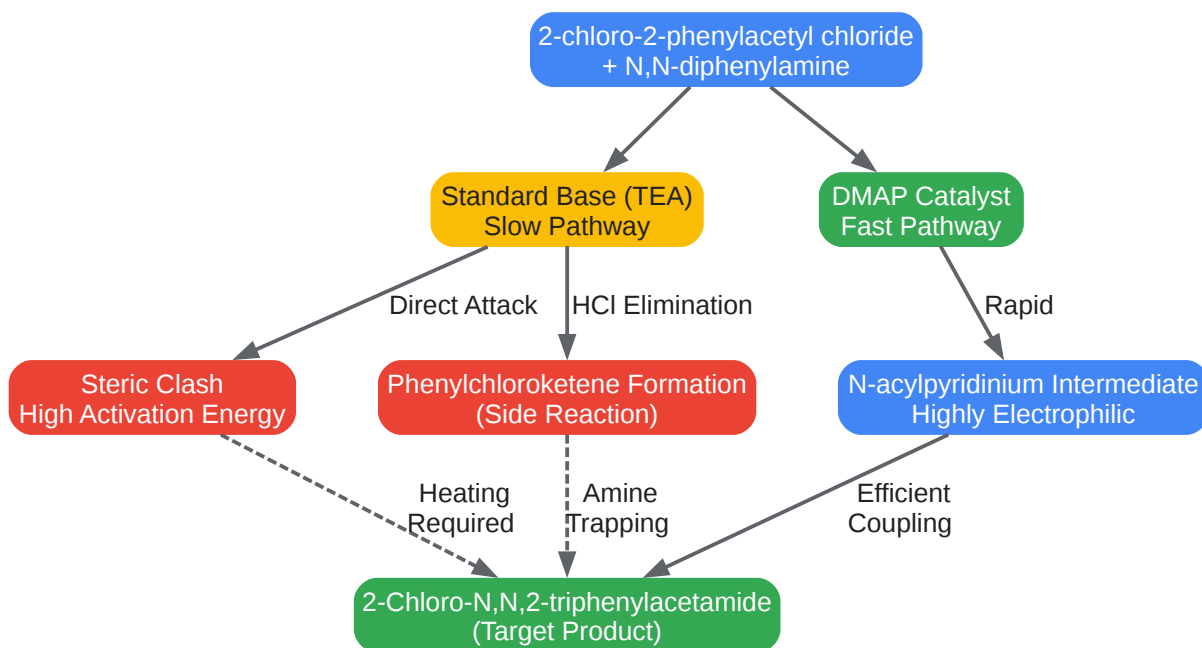 2-chloro-2-phenylacetyl chloride
+ N,N-diphenylamine
Standard Base (TEA)
Slow Pathway
DMAP Catalyst
Fast Pathway
Direct Attack
HCl Elimination
Rapid
Steric Clash
High Activation Energy
Phenylchloroketene Formation
(Side Reaction)
N-acylpyridinium Intermediate
Highly Electrophilic
Heating
Required
Amine
Trapping
Efficient
Coupling
2-Chloro-N,N,2-triphenylacetamide
(Target Product)